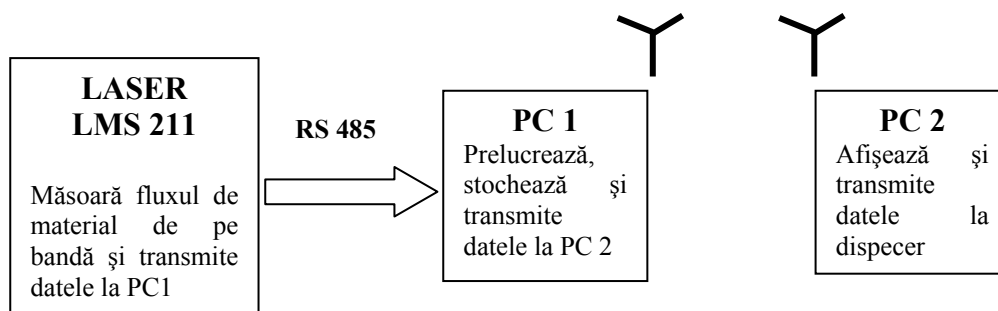 LASER
LMS 211
Măsoară fluxul de
material de pe
bandă şi transmite
datele la PC1
RS 485
PC 1
Prelucrează,
stochează şi
transmite
datele la PC 2
PC 2
Afişează şi
transmite
datele la
dispecer